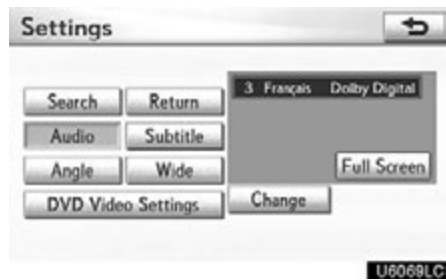 Settings
3 Français Dolby Digital
Search Return
Audio Subtitle
Angle Wide
Full Screen
DVD Video Settings
Change
U6069LC